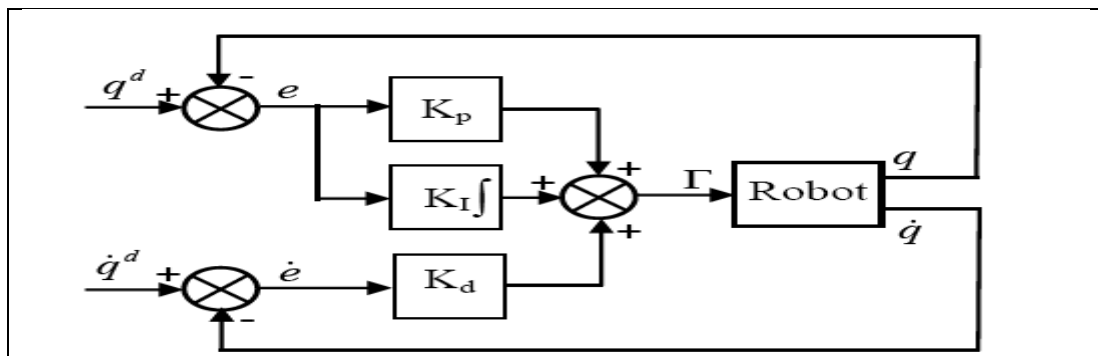 q^d + - e K_p
K_I∫ + + Γ Robot q
+ q̇
q̇^d + - ė K_d